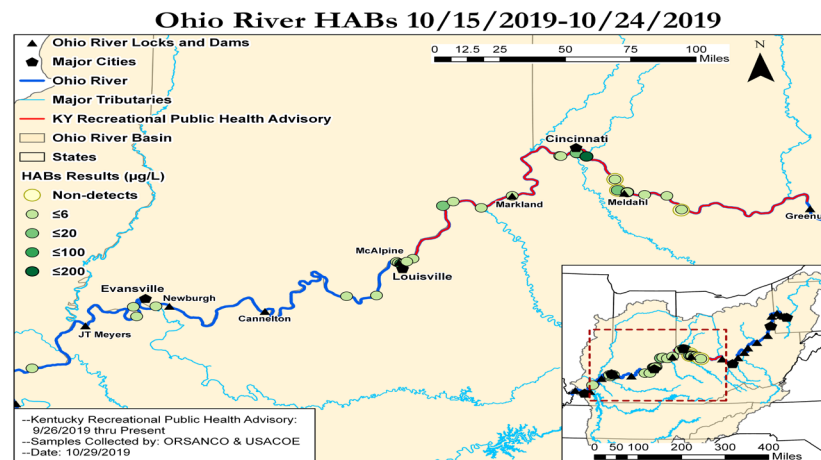 Ohio River HABs 10/15/2019-10/24/2019
Ohio River Locks and Dams
Major Cities
Ohio River
Major Tributaries
KY Recreational Public Health Advisory
Ohio River Basin
States
HABs Results (µg/L)
Non-detects
≤6
≤20
≤100
≤200
0 12.5 25 50 75 100
Miles
N
Cincinnati
Meldahl
Greenup
Markland
McAlpine
Louisville
Evansville
Newburgh
Cannelton
JT Meyers
--Kentucky Recreational Public Health Advisory:
9/26/2019 thru Present
--Samples Collected by: ORSANCO & USACOE
--Date: 10/29/2019
0 50 100 200 300 400
Miles